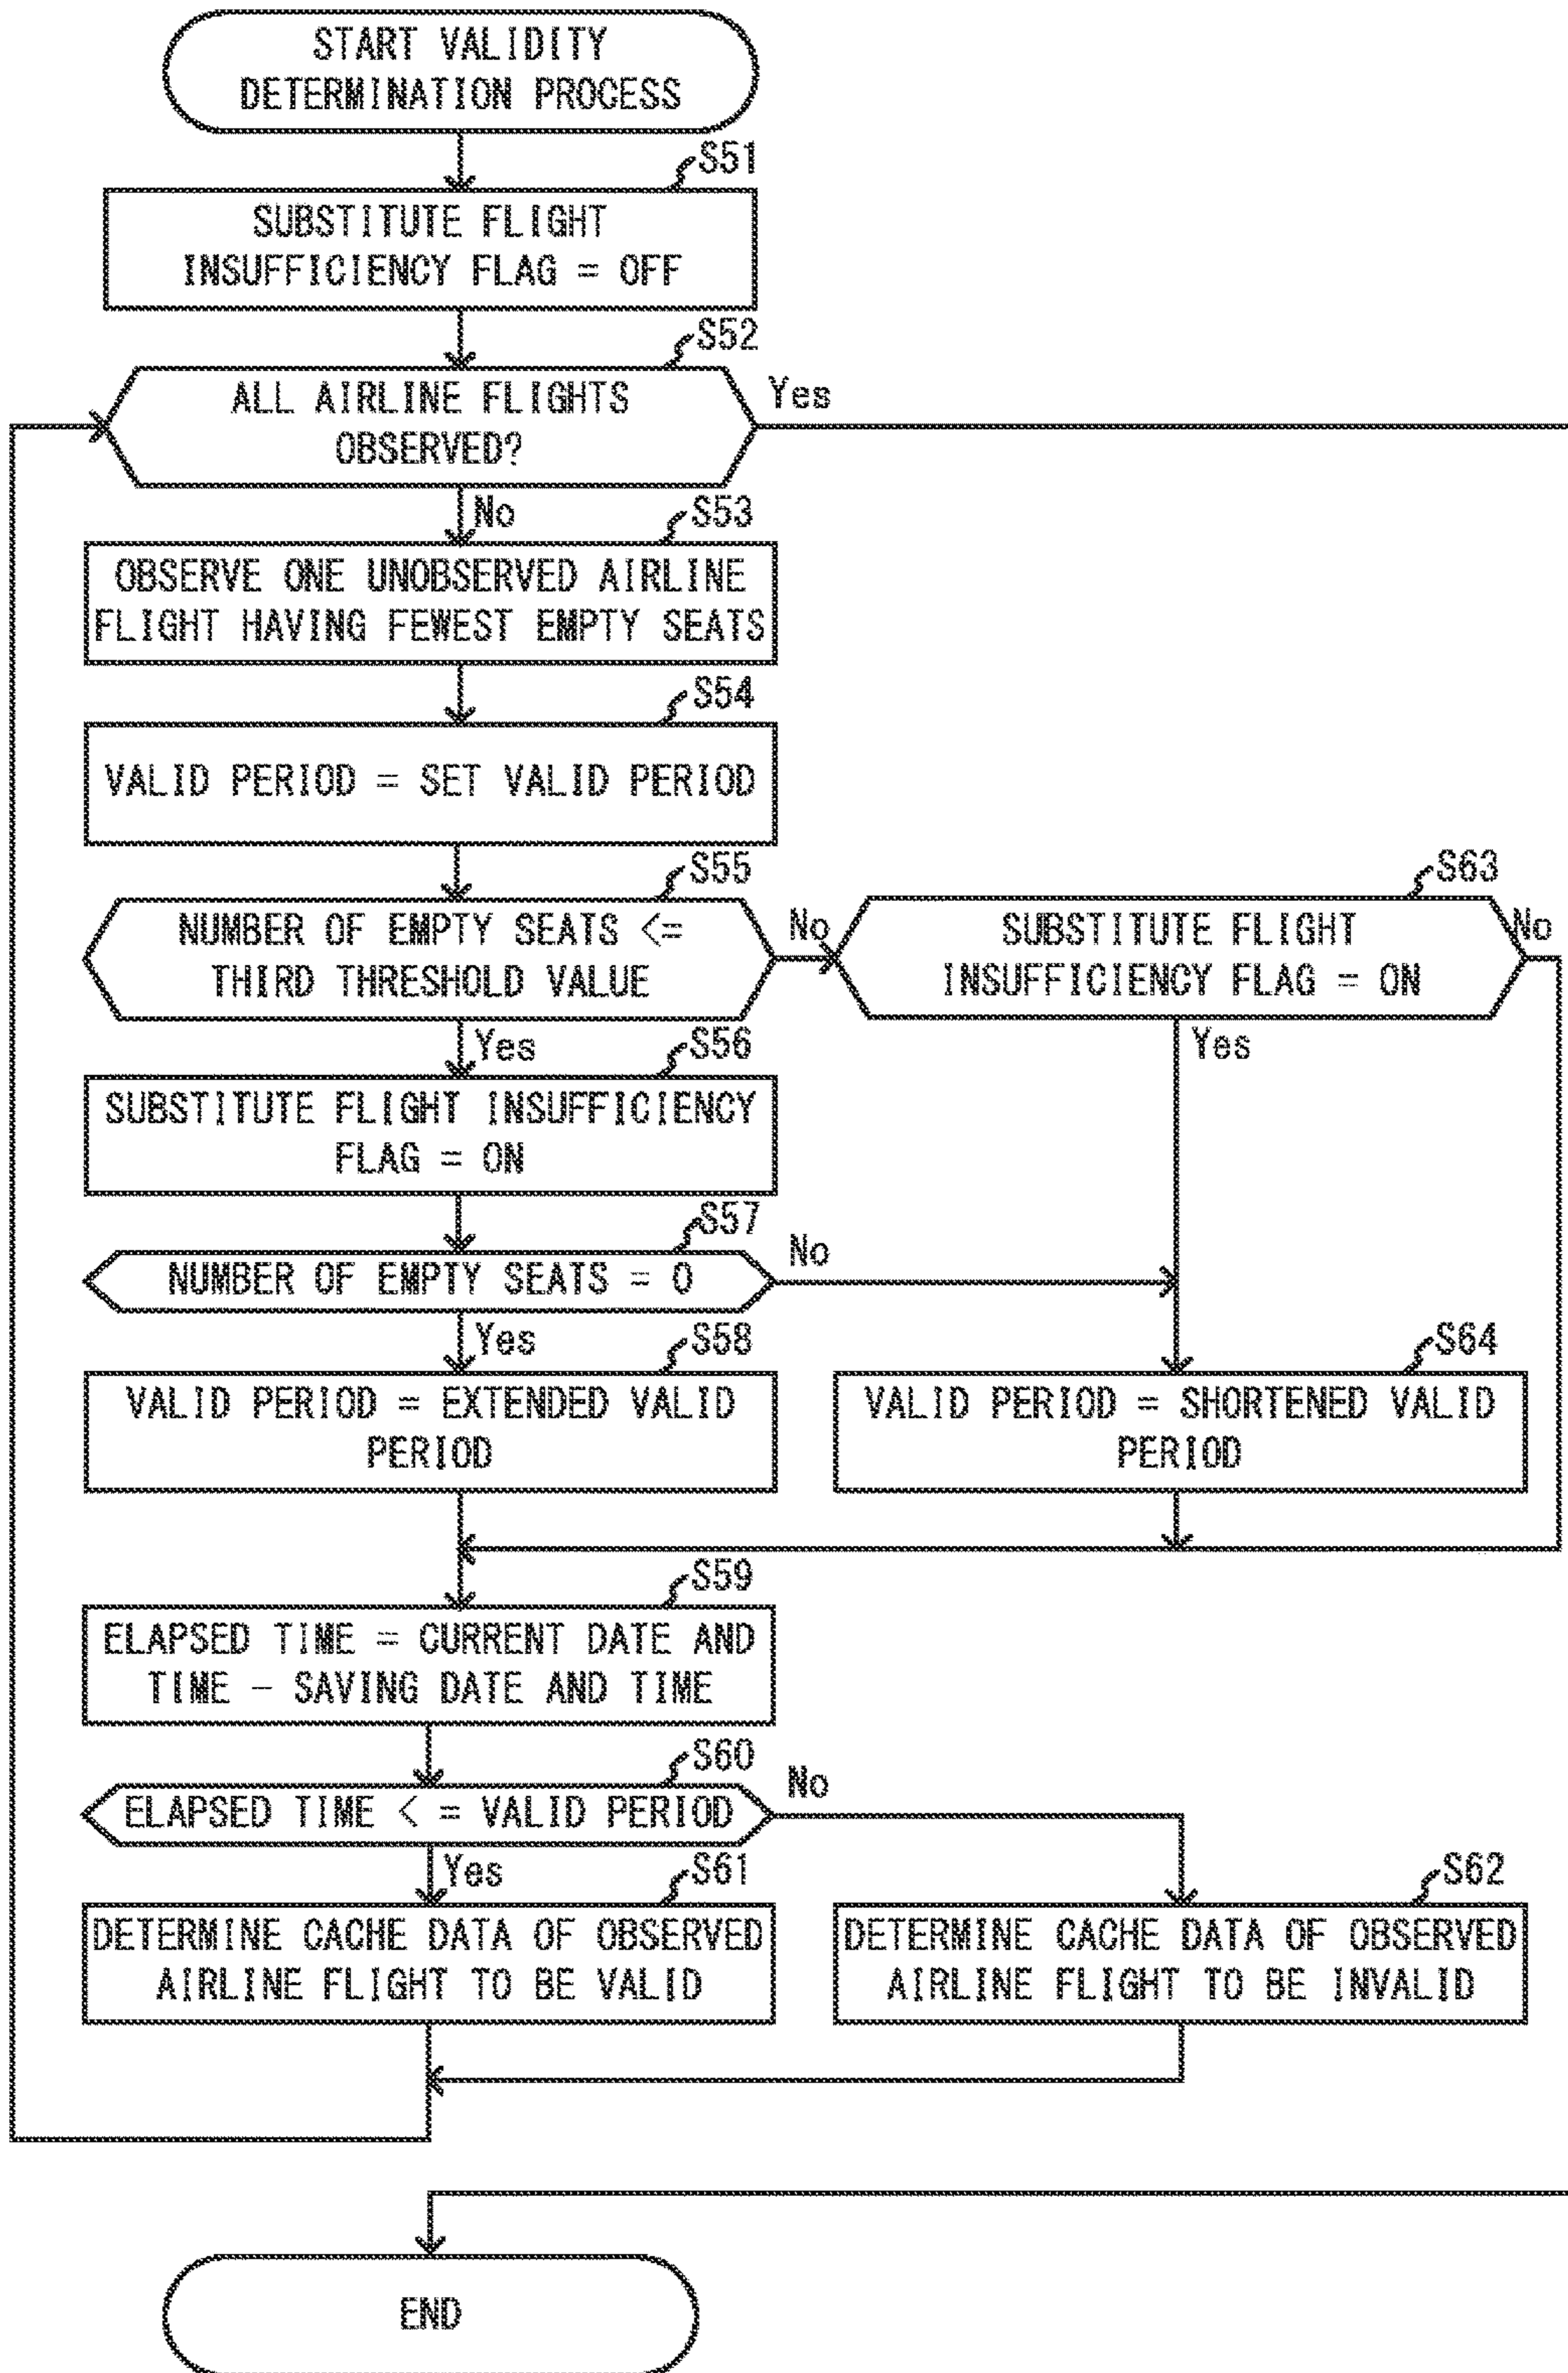 START VALIDITY
DETERMINATION PROCESS
S51
SUBSTITUTE FLIGHT
INSUFFICIENCY FLAG = OFF
S52
ALL AIRLINE FLIGHTS
OBSERVED?
Yes
No
S53
OBSERVE ONE UNOBSERVED AIRLINE
FLIGHT HAVING FEWEST EMPTY SEATS
S54
VALID PERIOD = SET VALID PERIOD
S55
NUMBER OF EMPTY SEATS <=
THIRD THRESHOLD VALUE
No
S63
SUBSTITUTE FLIGHT
INSUFFICIENCY FLAG = ON
No
Yes
Yes
S56
SUBSTITUTE FLIGHT INSUFFICIENCY
FLAG = ON
S57
NUMBER OF EMPTY SEATS = 0
No
Yes
S58
VALID PERIOD = EXTENDED VALID
PERIOD
S64
VALID PERIOD = SHORTENED VALID
PERIOD
S59
ELAPSED TIME = CURRENT DATE AND
TIME - SAVING DATE AND TIME
S60
ELAPSED TIME < = VALID PERIOD
No
Yes
S61
DETERMINE CACHE DATA OF OBSERVED
AIRLINE FLIGHT TO BE VALID
S62
DETERMINE CACHE DATA OF OBSERVED
AIRLINE FLIGHT TO BE INVALID
END